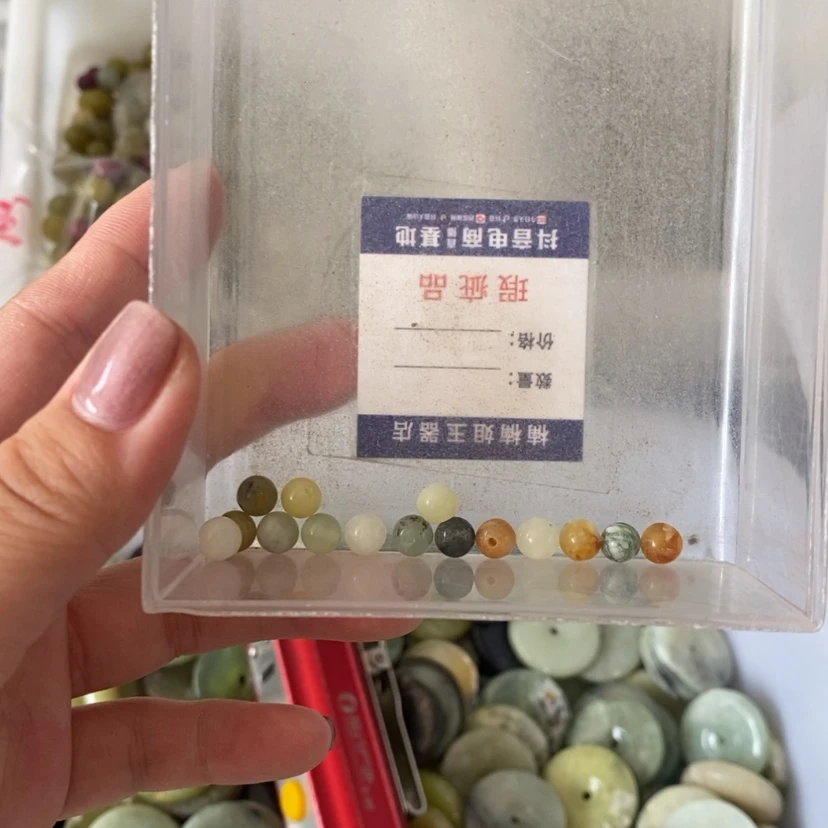 抖音电商直播基地
瑕疵品
价格：
数量：
楠楠姐玉器店